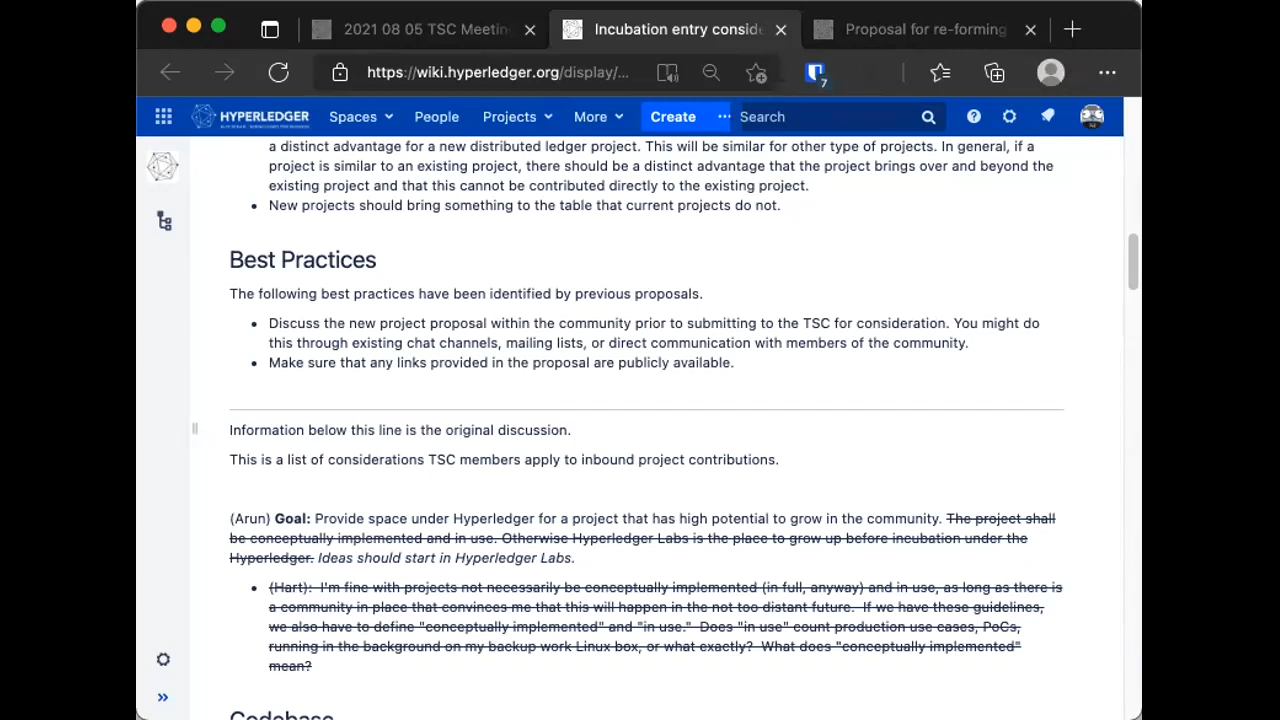 2021 08 05 TSC Meetin
Incubation entry conside
Proposal for re-forming
https://wiki.hyperledger.org/display/...
7
HYPERLEDGER
Spaces
People
Projects
More
Create
Search
a distinct advantage for a new distributed ledger project. This will be similar for other type of projects. In general, if a
project is similar to an existing project, there should be a distinct advantage that the project brings over and beyond the
existing project and that this cannot be contributed directly to the existing project.
• New projects should bring something to the table that current projects do not.
Best Practices
The following best practices have been identified by previous proposals.
• Discuss the new project proposal within the community prior to submitting to the TSC for consideration. You might do
this through existing chat channels, mailing lists, or direct communication with members of the community.
• Make sure that any links provided in the proposal are publicly available.
Information below this line is the original discussion.
This is a list of considerations TSC members apply to inbound project contributions.
(Arun) Goal: Provide space under Hyperledger for a project that has high potential to grow in the community. The project shall
be conceptually implemented and in use. Otherwise Hyperledger Labs is the place to grow up before incubation under the
Hyperledger. Ideas should start in Hyperledger Labs.
• (Hart): I'm fine with projects not necessarily be conceptually implemented (in full, anyway) and in use, as long as there is
a community in place that convinces me that this will happen in the not too distant future. If we have these guidelines,
we also have to define "conceptually implemented" and "in use." Does "in use" count production use cases, PoCs,
running in the background on my backup work Linux box, or what exactly? What does "conceptually implemented"
mean?
Codebase